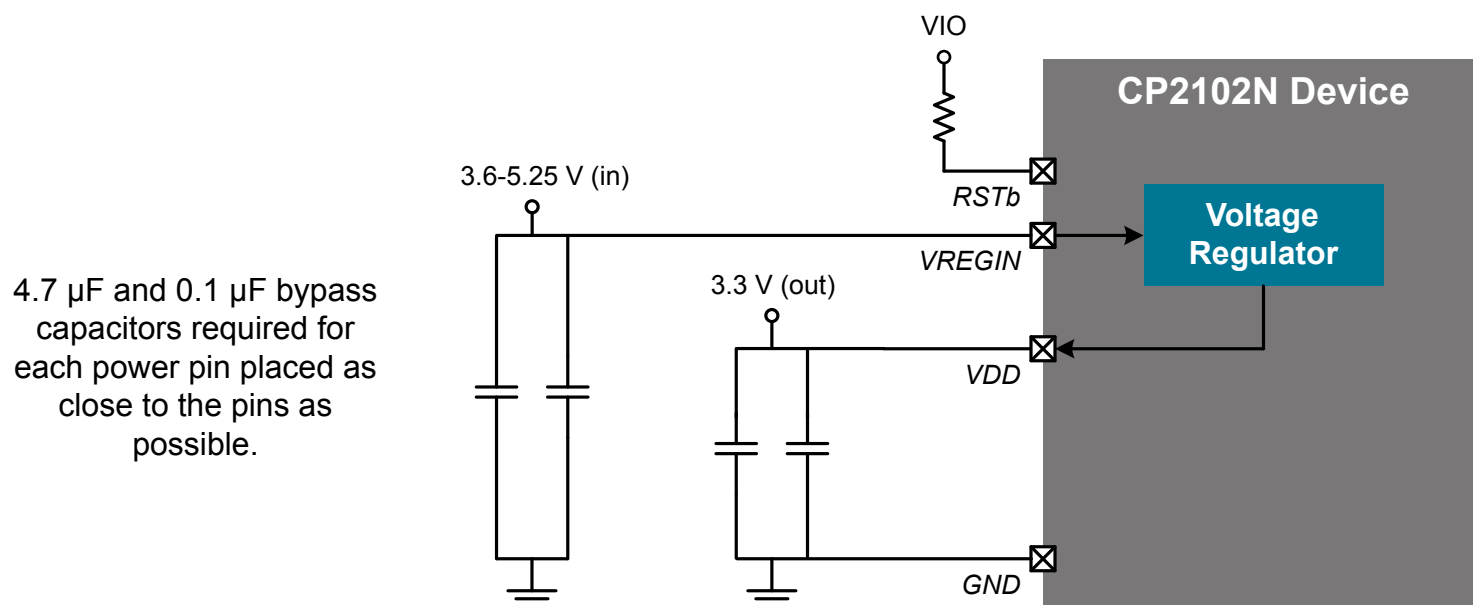 VIO
CP2102N Device
3.6-5.25 V (in)
RSTb
Voltage
Regulator
VREGIN
4.7 µF and 0.1 µF bypass
capacitors required for
each power pin placed as
close to the pins as
possible.
3.3 V (out)
VDD
GND